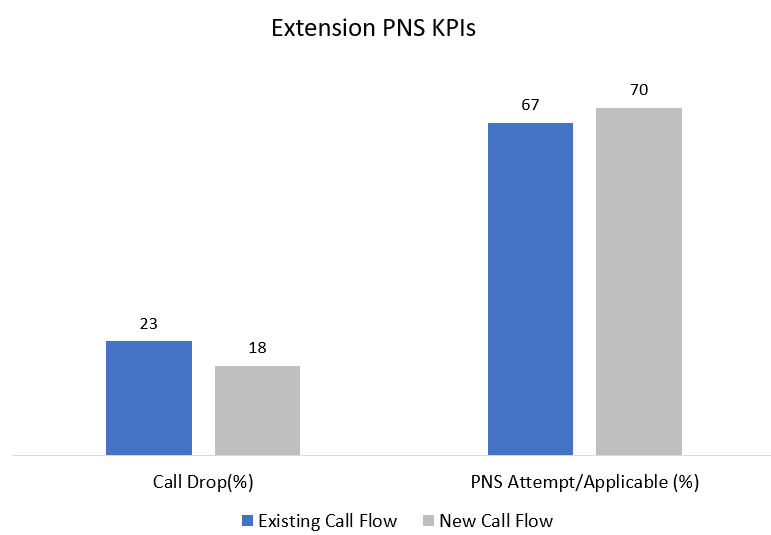 Extension PNS KPIs
67
70
23
18
Call Drop(%)
PNS Attempt/Applicable (%)
Existing Call Flow
New Call Flow